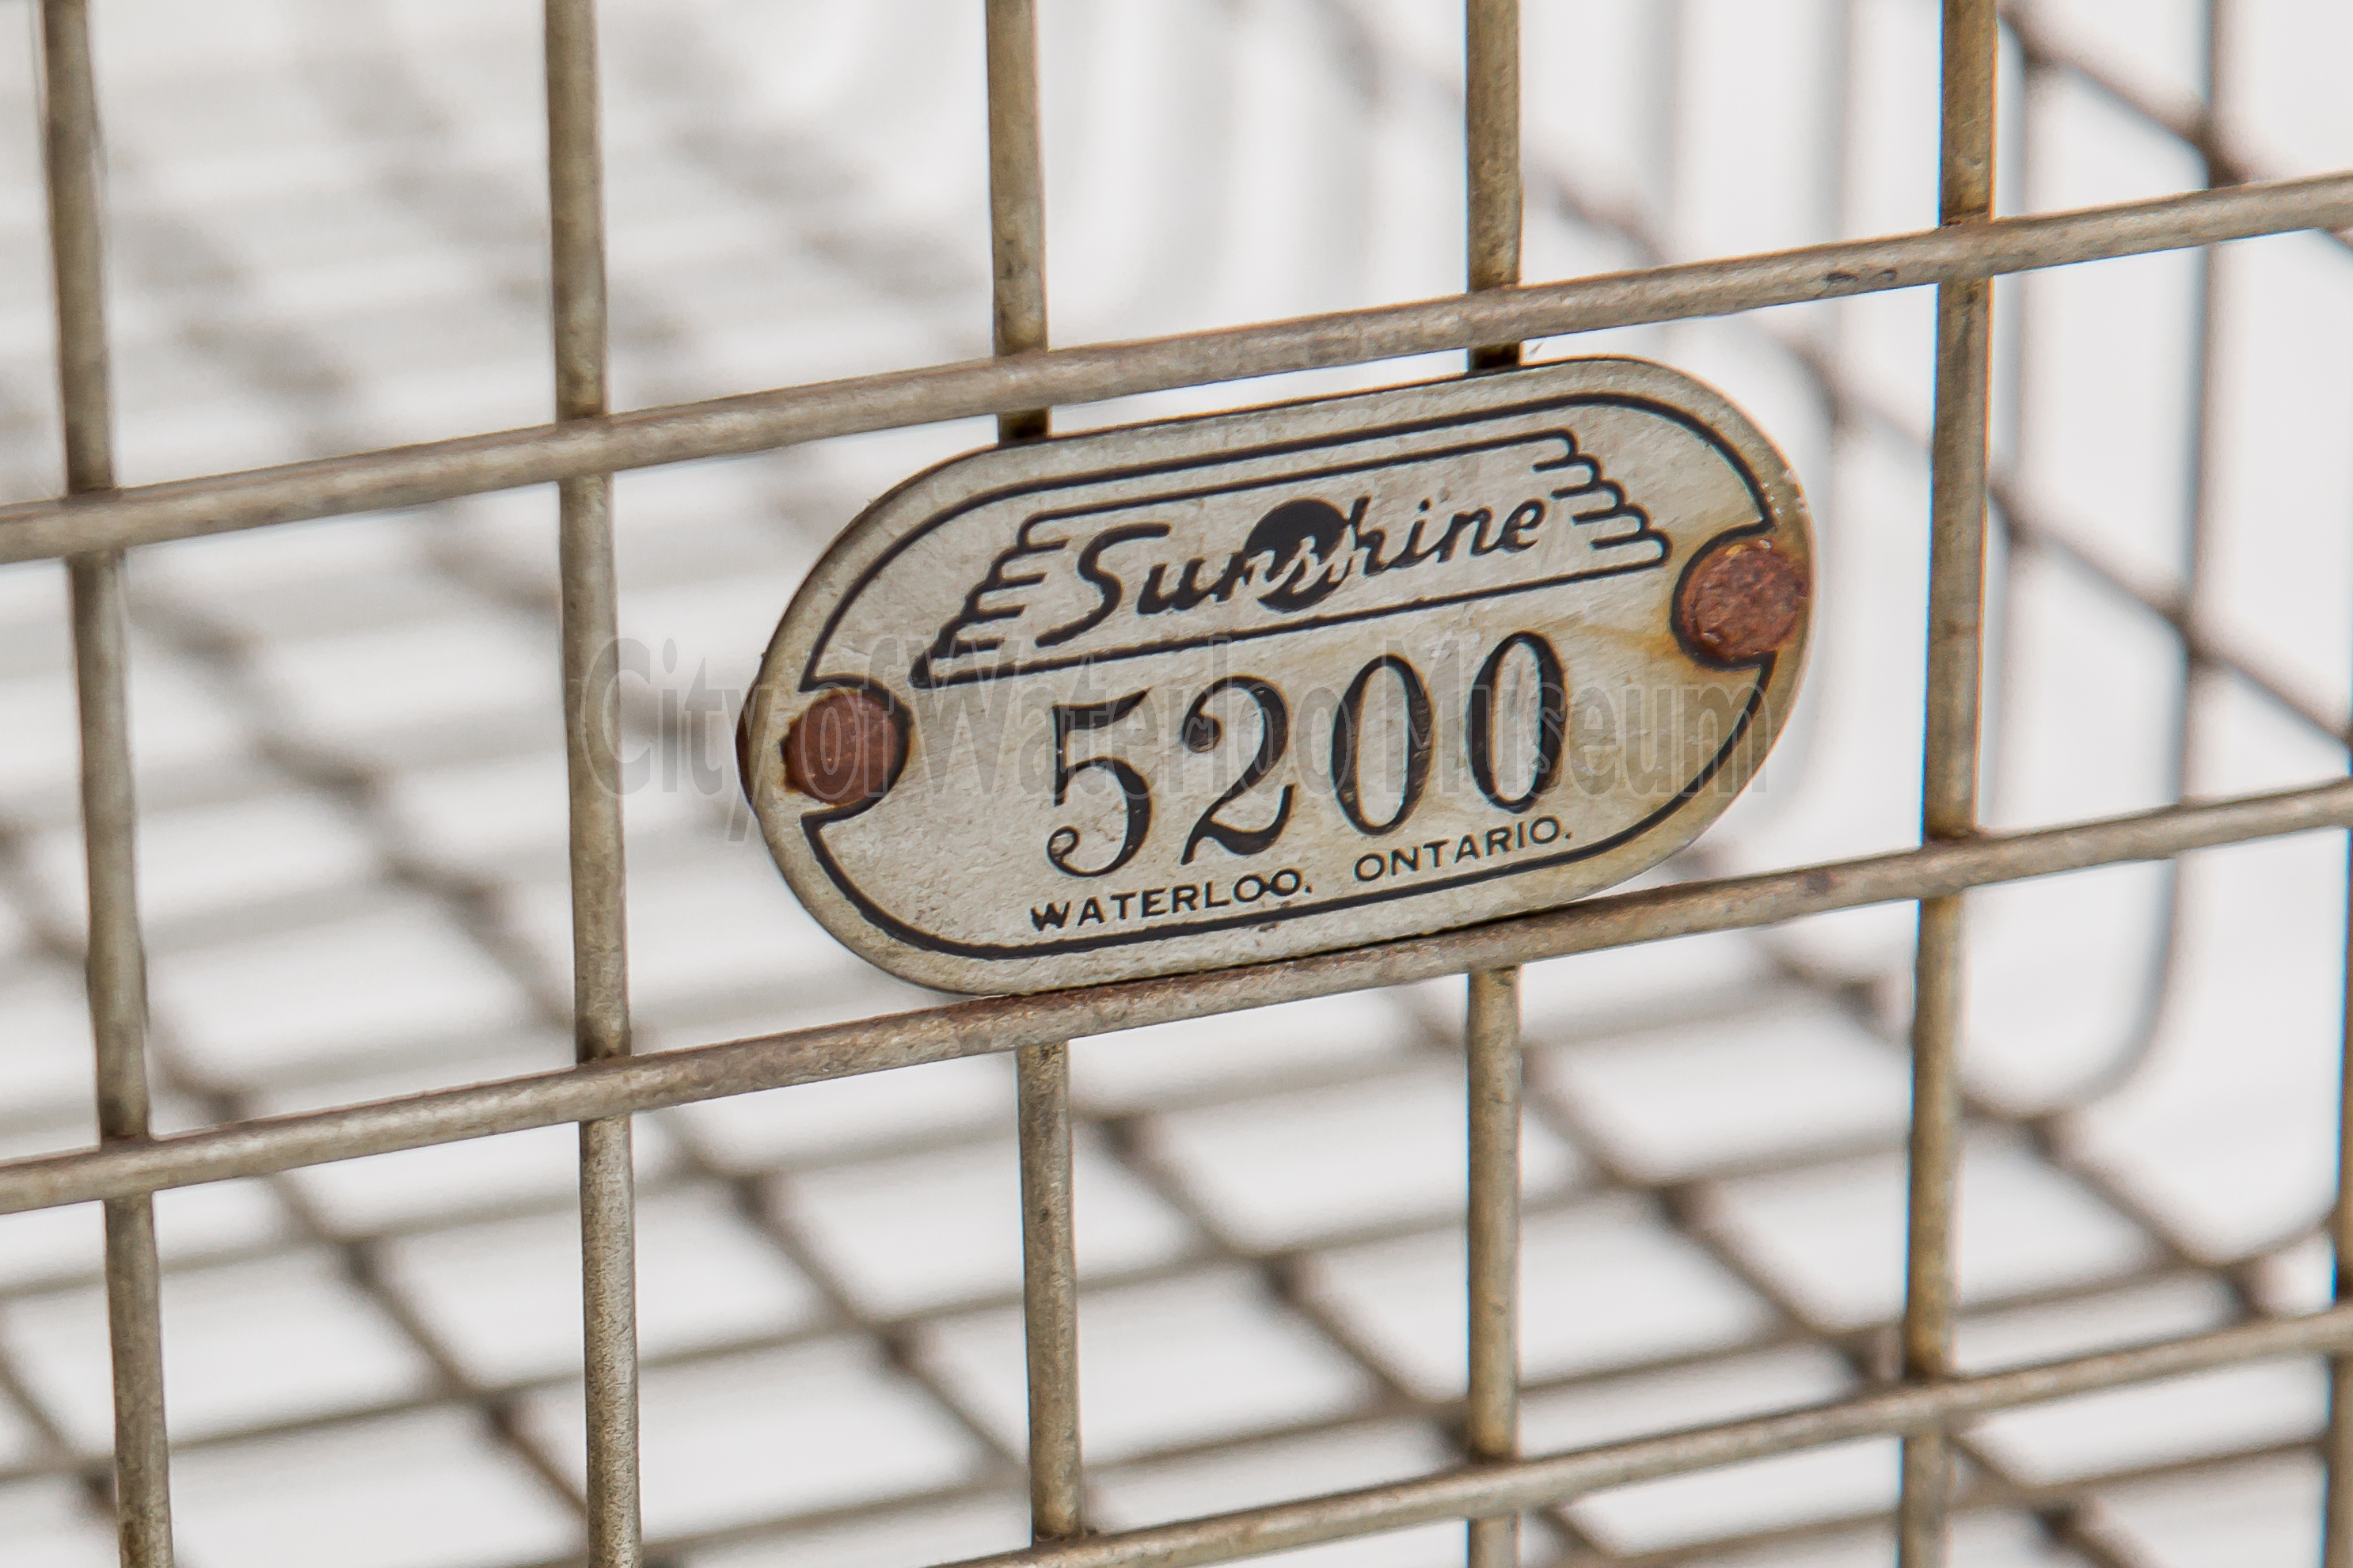 Sunshine
5200
WATERLOO. ONTARIO.
City of Waterloo Museum